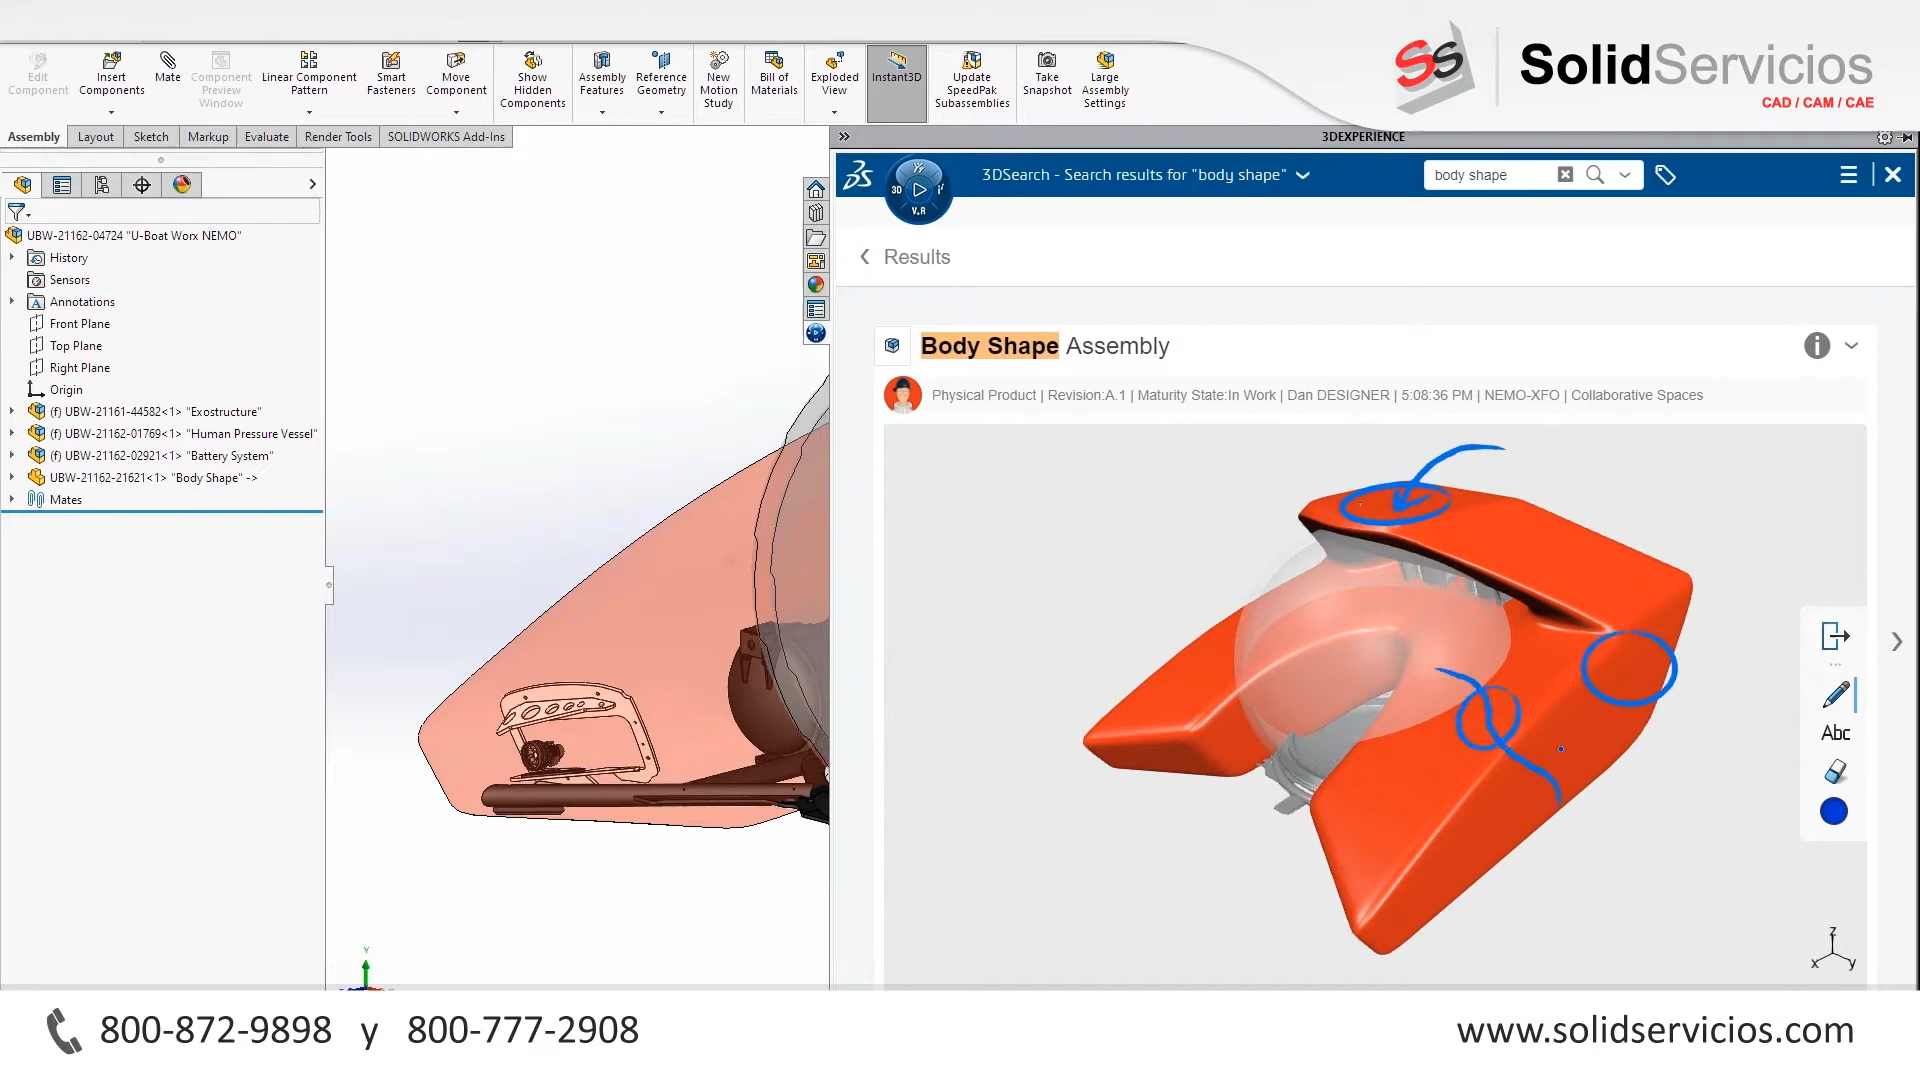 Edit Component
Insert Components
Mate
Component Preview Window
Linear Component Pattern
Smart Fasteners
Move Component
Show Hidden Components
Assembly Features
Reference Geometry
New Motion Study
Bill of Materials
Exploded View
Instant3D
Update SpeedPak Subassemblies
Take Snapshot
Large Assembly Settings
SS
SolidServicios
CAD / CAM / CAE
Assembly Layout Sketch Markup Evaluate Render Tools SOLIDWORKS Add-Ins
3DEXPERIENCE
3D V.R
3DSearch - Search results for "body shape"
body shape
Results
UBW-21162-04724 "U-Boat Worx NEMO"
History
Sensors
Annotations
Front Plane
Top Plane
Right Plane
Origin
(f) UBW-21161-44582<1> "Exostructure"
(f) UBW-21162-01769<1> "Human Pressure Vessel"
(f) UBW-21162-02921<1> "Battery System"
UBW-21162-21621<1> "Body Shape" ->
Mates
Body Shape Assembly
Physical Product | Revision:A.1 | Maturity State:In Work | Dan DESIGNER | 5:08:36 PM | NEMO-XFO | Collaborative Spaces
Abc
Y
z
x y
800-872-9898 y 800-777-2908
www.solidservicios.com